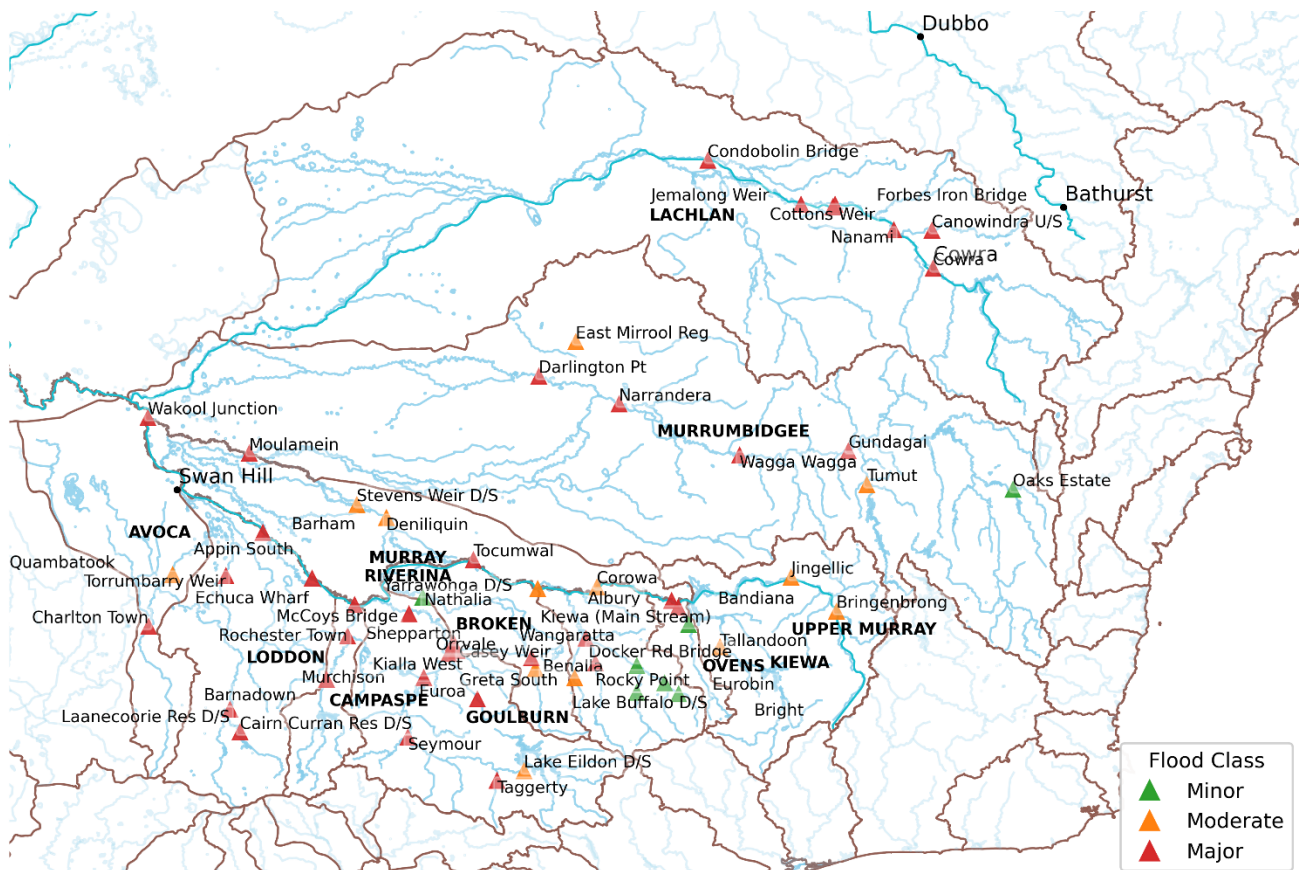 Dubbo
Condobolin Bridge
Jemalong Weir
Forbes Iron Bridge
Bathurst
LACHLAN
Cottons Weir
Canowindra U/S
Nanami
Cowra
Cowra
East Mirrool Reg
Darlington Pt
Narrandera
Wakool Junction
MURRUMBIDGEE
Gundagai
Moulamein
Wagga Wagga
Swan Hill
Tumut
Oaks Estate
Stevens Weir D/S
Barham
Deniliquin
AVOCA
Appin South
MURRAY
RIVERINA
Tocumwal
Quambatook
Torrumbarry Weir
Yarrawonga D/S
Corowa
Jingellic
Echuca Wharf
Nathalia
Albury
Bandiana
Bringenbrong
Charlton Town
McCoys Bridge
Kiewa (Main Stream)
BROKEN
UPPER MURRAY
Rochester Town
Shepparton
Wangaratta
Tallandoon
Orrvale
Casey Weir
Docker Rd Bridge
LODDON
Kialla West
Benalla
OVENS
KIEWA
Murchison
Greta South
Rocky Point
Eurobin
Euroa
Barnadown
CAMPASPE
Lake Buffalo D/S
Bright
Laanecoorie Res D/S
GOULBURN
Cairn Curran Res D/S
Seymour
Lake Eildon D/S
Taggerty
Flood Class
Minor
Moderate
Major